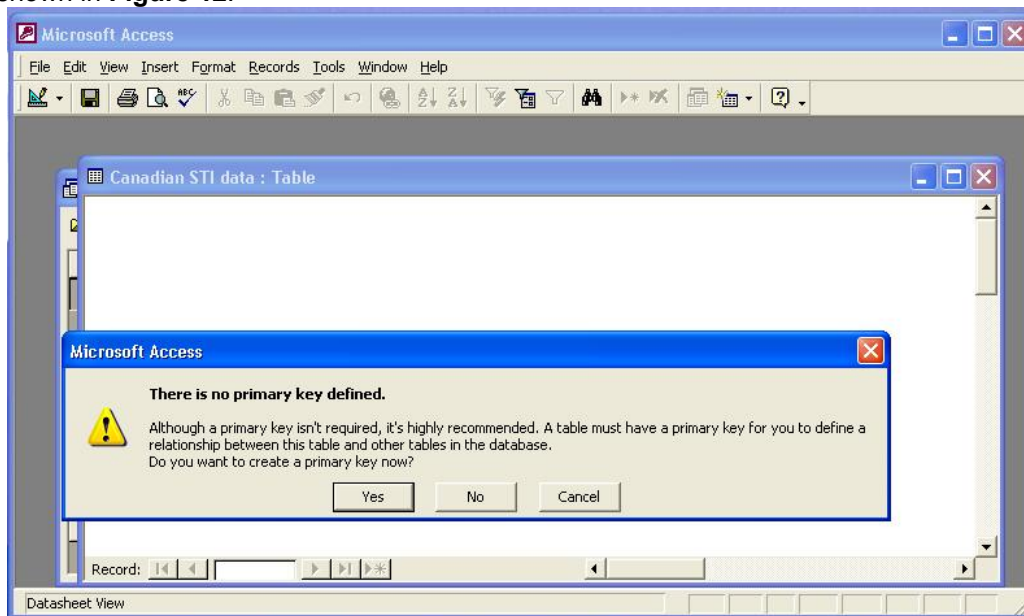 shown in Figure 12.
Microsoft Access
File Edit View Insert Format Records Tools Window Help
Canadian STI data : Table
Microsoft Access
There is no primary key defined.
Although a primary key isn't required, it's highly recommended. A table must have a primary key for you to define a
relationship between this table and other tables in the database.
Do you want to create a primary key now?
Yes No Cancel
Record:
Datasheet View